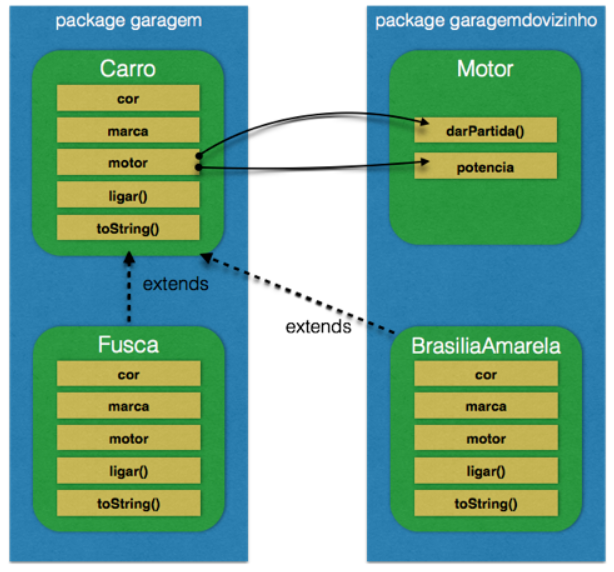 package garagem
Carro
cor
marca
motor
ligar()
toString()
extends
Fusca
cor
marca
motor
ligar()
toString()
package garagemdovizinho
Motor
darPartida()
potencia
extends
BrasiliaAmarela
cor
marca
motor
ligar()
toString()